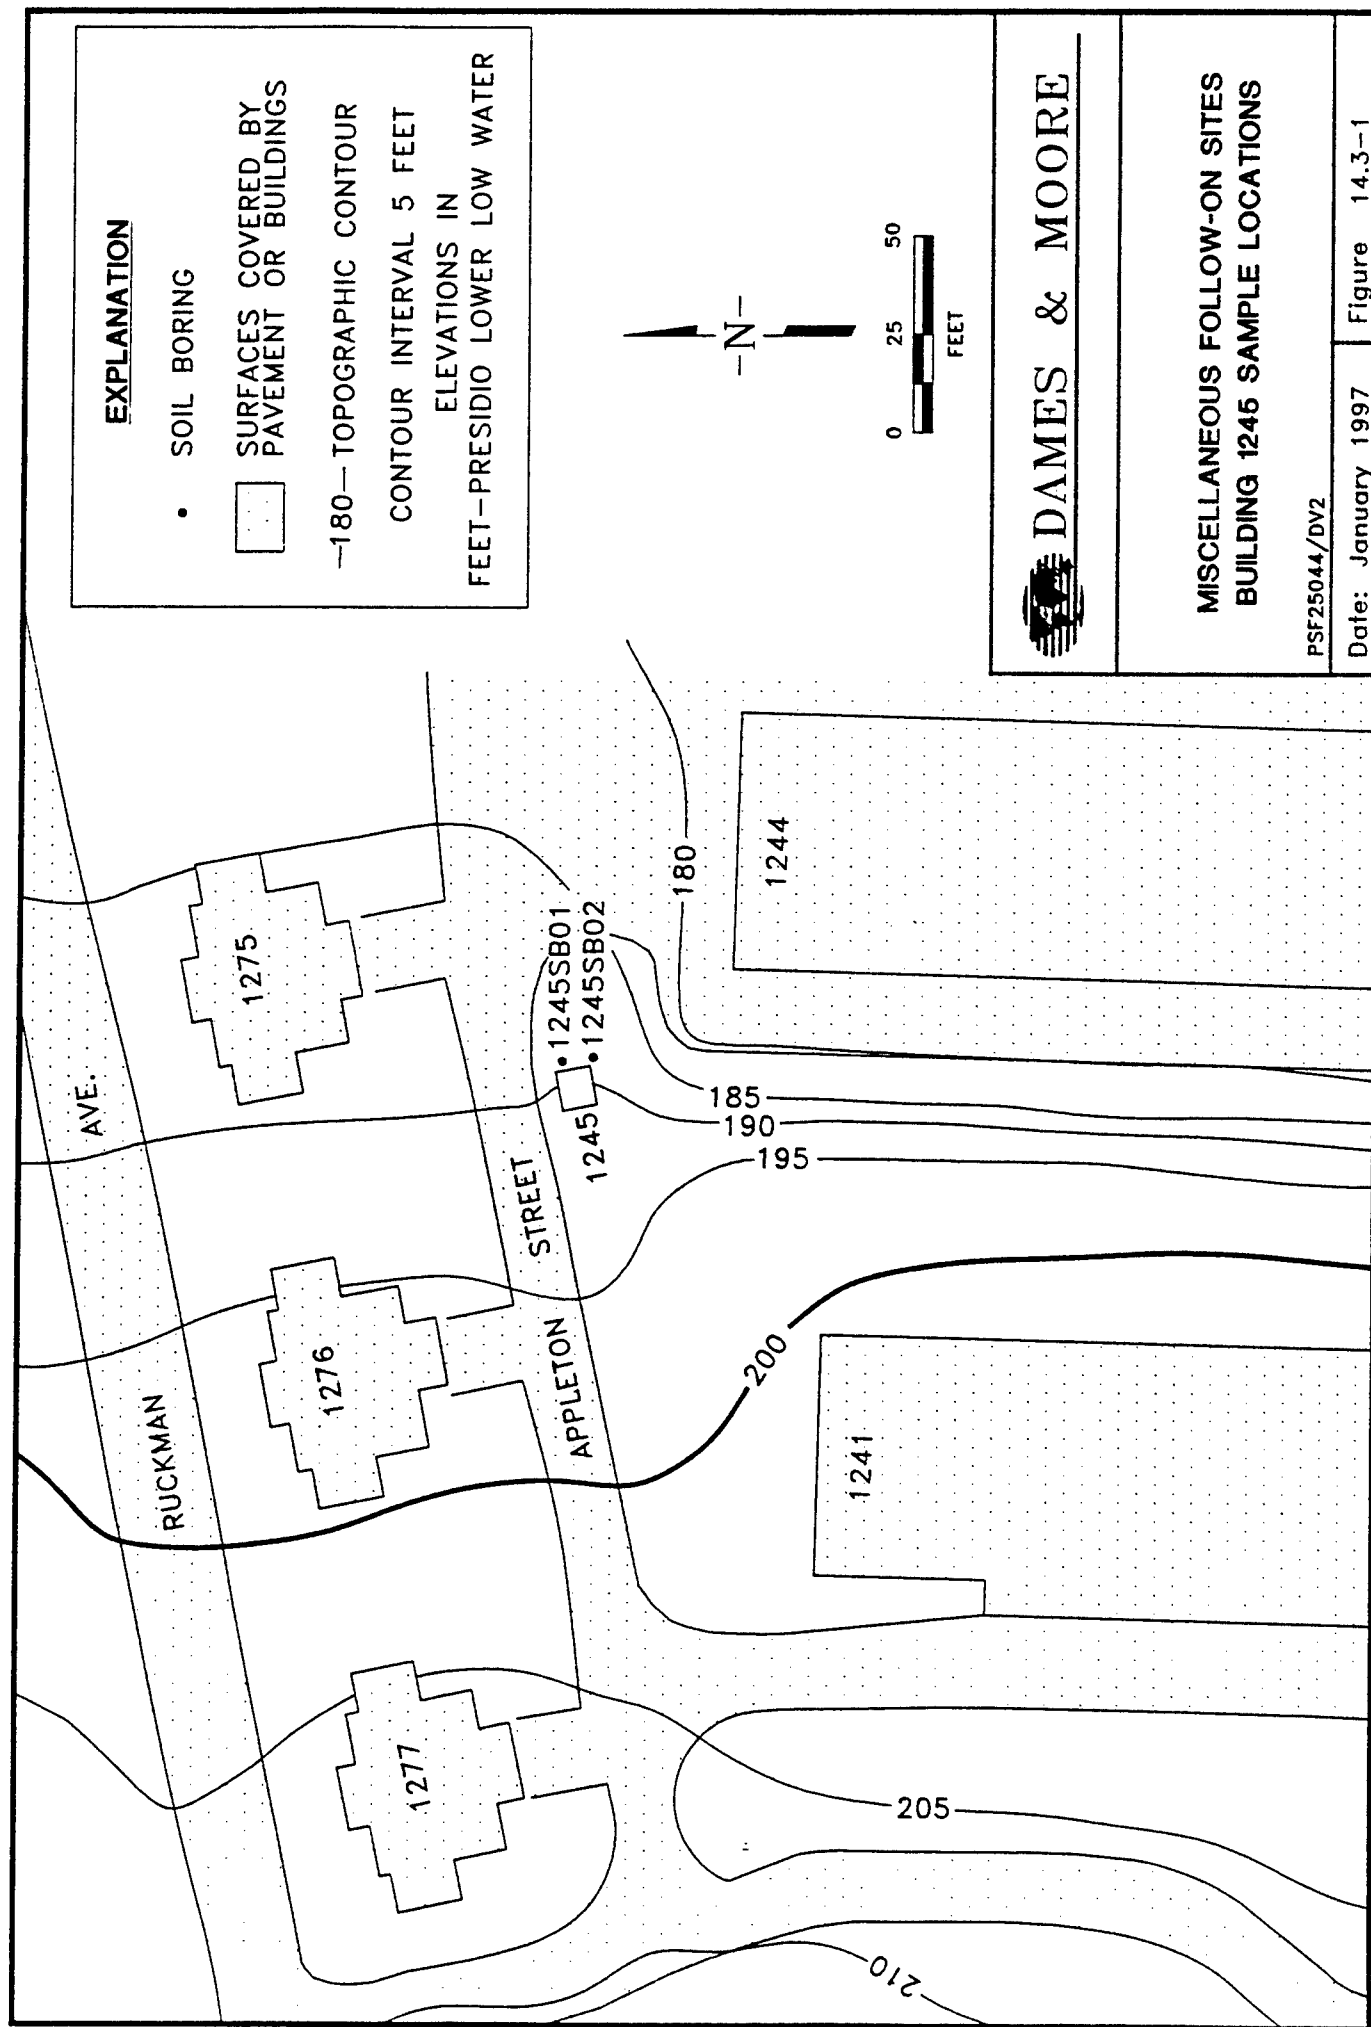 EXPLANATION
SOIL BORING
SURFACES COVERED BY
PAVEMENT OR BUILDINGS
—180—TOPOGRAPHIC CONTOUR
CONTOUR INTERVAL 5 FEET
ELEVATIONS IN
FEET—PRESIDIO LOWER LOW WATER
—N—
0 25 50
FEET
DAMES & MOORE
MISCELLANEOUS FOLLOW-ON SITES
BUILDING 1245 SAMPLE LOCATIONS
PSF25044/DV2
Date: January 1997
Figure 14.3-1
RUCKMAN
AVE.
1277
1276
1275
APPLETON
STREET
1245
1245SB01
1245SB02
180
185
190
195
200
205
210
1241
1244